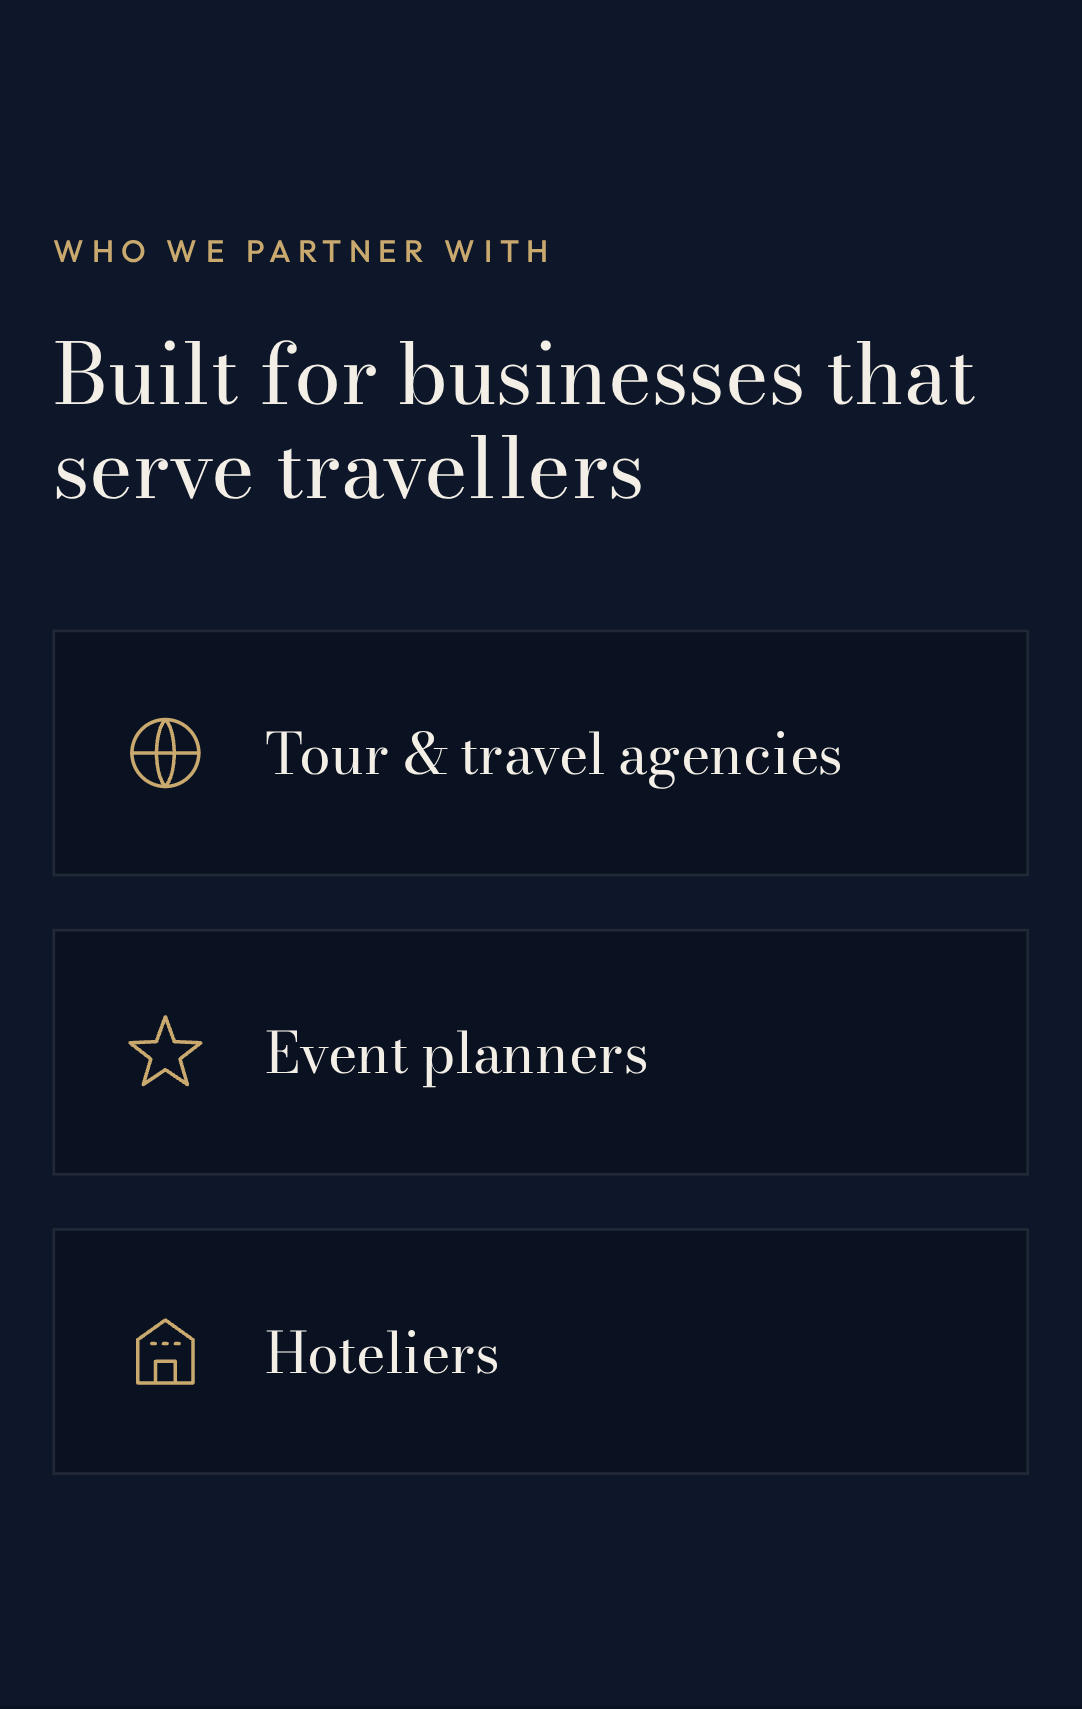 WHO WE PARTNER WITH
Built for businesses that
serve travellers
Tour & travel agencies
Event planners
Hoteliers